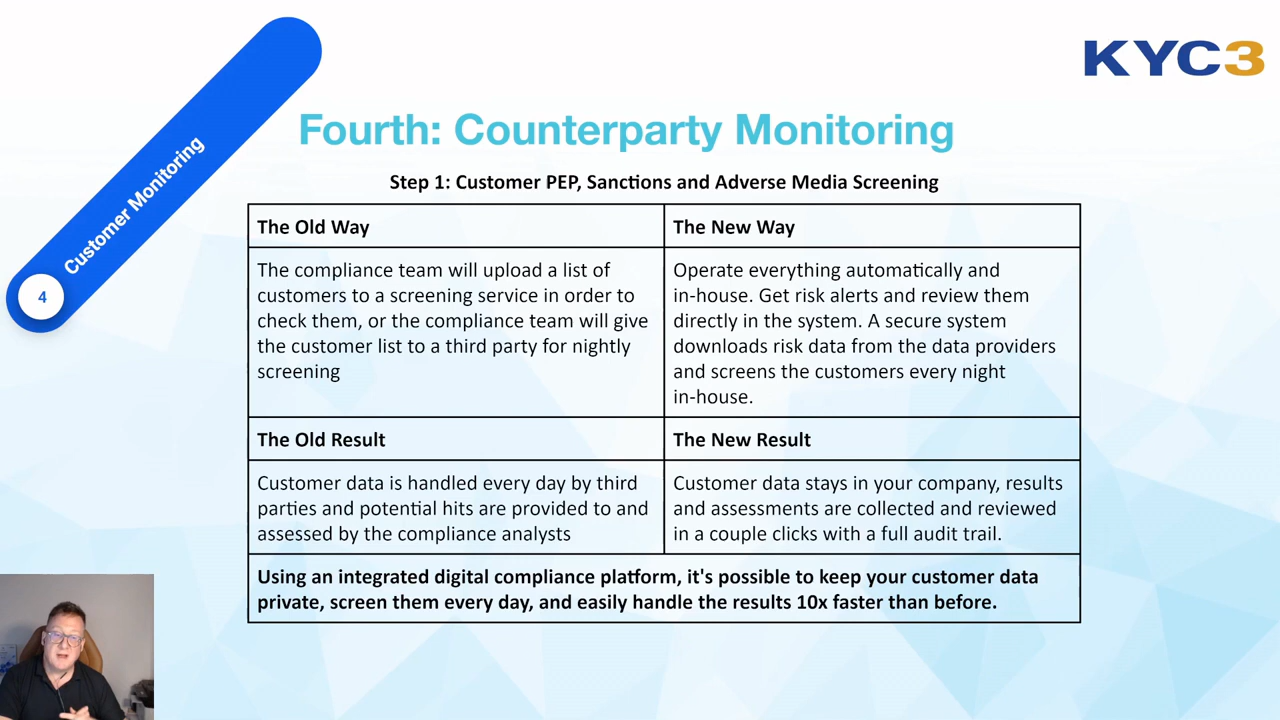 KYC3
Customer Monitoring
4
Fourth: Counterparty Monitoring
Step 1: Customer PEP, Sanctions and Adverse Media Screening
The Old Way
The New Way
The compliance team will upload a list of
customers to a screening service in order to
check them, or the compliance team will give
the customer list to a third party for nightly
screening
Operate everything automatically and
in-house. Get risk alerts and review them
directly in the system. A secure system
downloads risk data from the data providers
and screens the customers every night
in-house.
The Old Result
The New Result
Customer data is handled every day by third
parties and potential hits are provided to and
assessed by the compliance analysts
Customer data stays in your company, results
and assessments are collected and reviewed
in a couple clicks with a full audit trail.
Using an integrated digital compliance platform, it's possible to keep your customer data
private, screen them every day, and easily handle the results 10x faster than before.